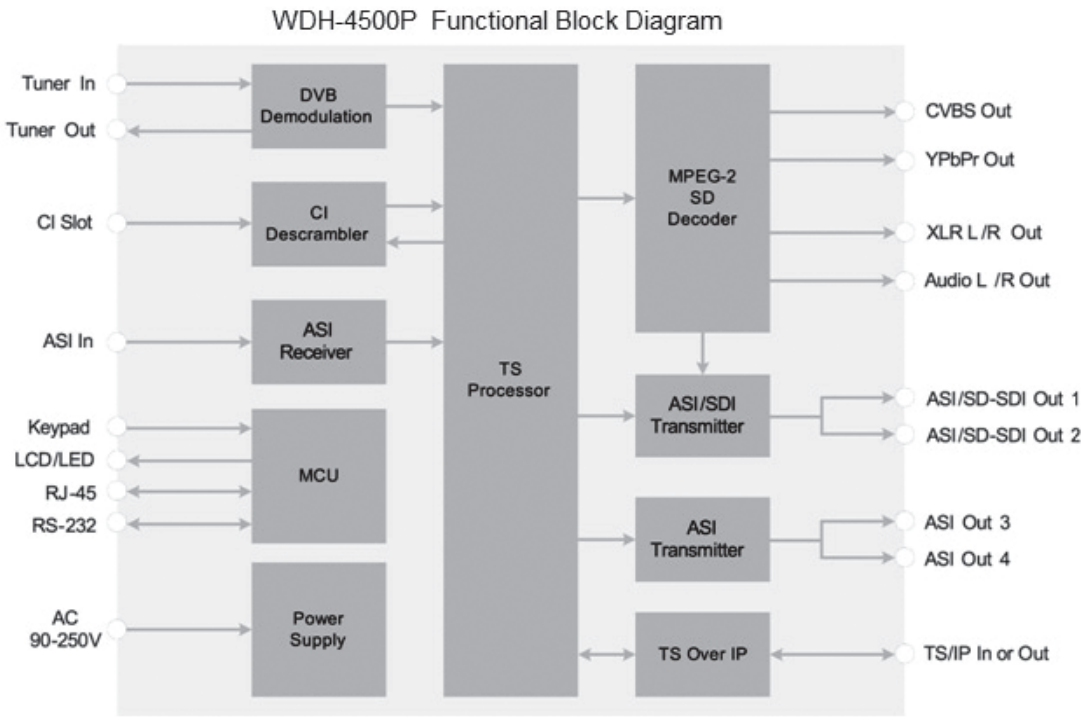 WDH-4500P Functional Block Diagram
Tuner In
Tuner Out
CI Slot
ASI In
Keypad
LCD/LED
RJ-45
RS-232
AC
90-250V
DVB
Demodulation
CI
Descrambler
ASI
Receiver
MCU
Power
Supply
TS
Processor
MPEG-2
SD
Decoder
ASI/SDI
Transmitter
ASI
Transmitter
TS Over IP
CVBS Out
YPbPr Out
XLR L /R Out
Audio L /R Out
ASI/SD-SDI Out 1
ASI/SD-SDI Out 2
ASI Out 3
ASI Out 4
TS/IP In or Out